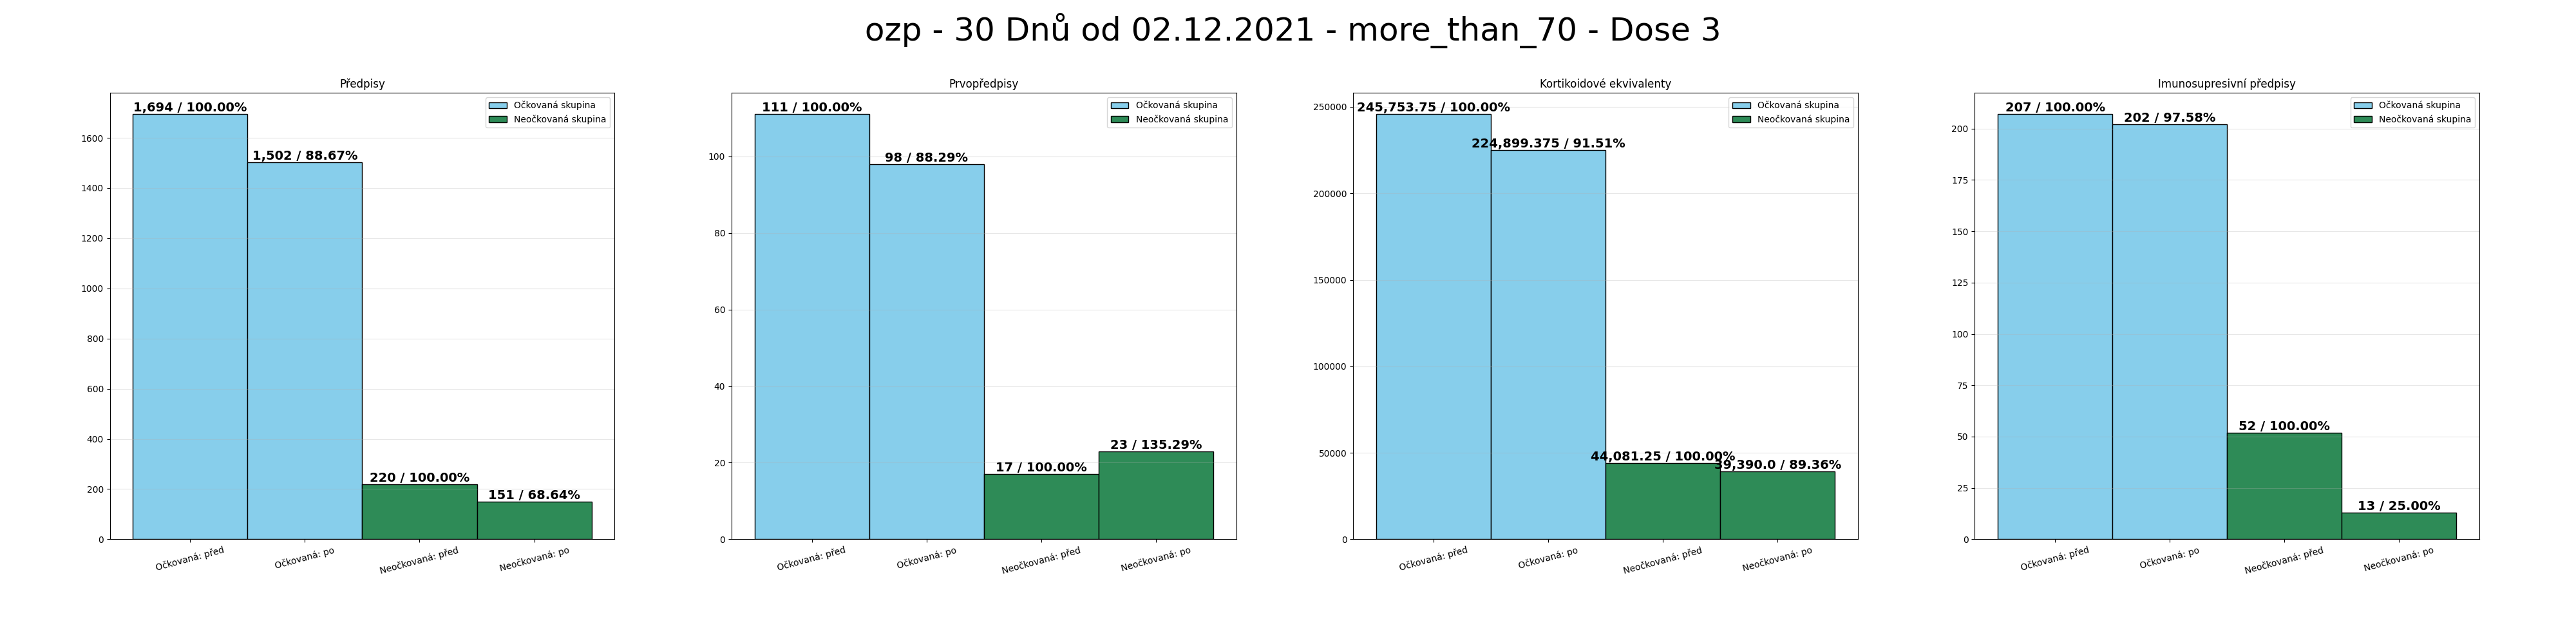 ozp - 30 Dnů od 02.12.2021 - more_than_70 - Dose 3
Předpisy
1,694 / 100.00%
1,502 / 88.67%
220 / 100.00%
151 / 68.64%
Očkovaná skupina
Neočkovaná skupina
1600
1400
1200
1000
800
600
400
200
0
Očkovaná: před
Očkovaná: po
Neočkovaná: před
Neočkovaná: po
Prvopředpisy
111 / 100.00%
98 / 88.29%
17 / 100.00%
23 / 135.29%
Očkovaná skupina
Neočkovaná skupina
100
80
60
40
20
0
Očkovaná: před
Očkovaná: po
Neočkovaná: před
Neočkovaná: po
Kortikoidové ekvivalenty
245,753.75 / 100.00%
224,899.375 / 91.51%
44,081.25 / 100.00%
39,390.0 / 89.36%
Očkovaná skupina
Neočkovaná skupina
250000
200000
150000
100000
50000
0
Očkovaná: před
Očkovaná: po
Neočkovaná: před
Neočkovaná: po
Imunosupresivní předpisy
207 / 100.00%
202 / 97.58%
52 / 100.00%
13 / 25.00%
Očkovaná skupina
Neočkovaná skupina
200
175
150
125
100
75
50
25
0
Očkovaná: před
Očkovaná: po
Neočkovaná: před
Neočkovaná: po